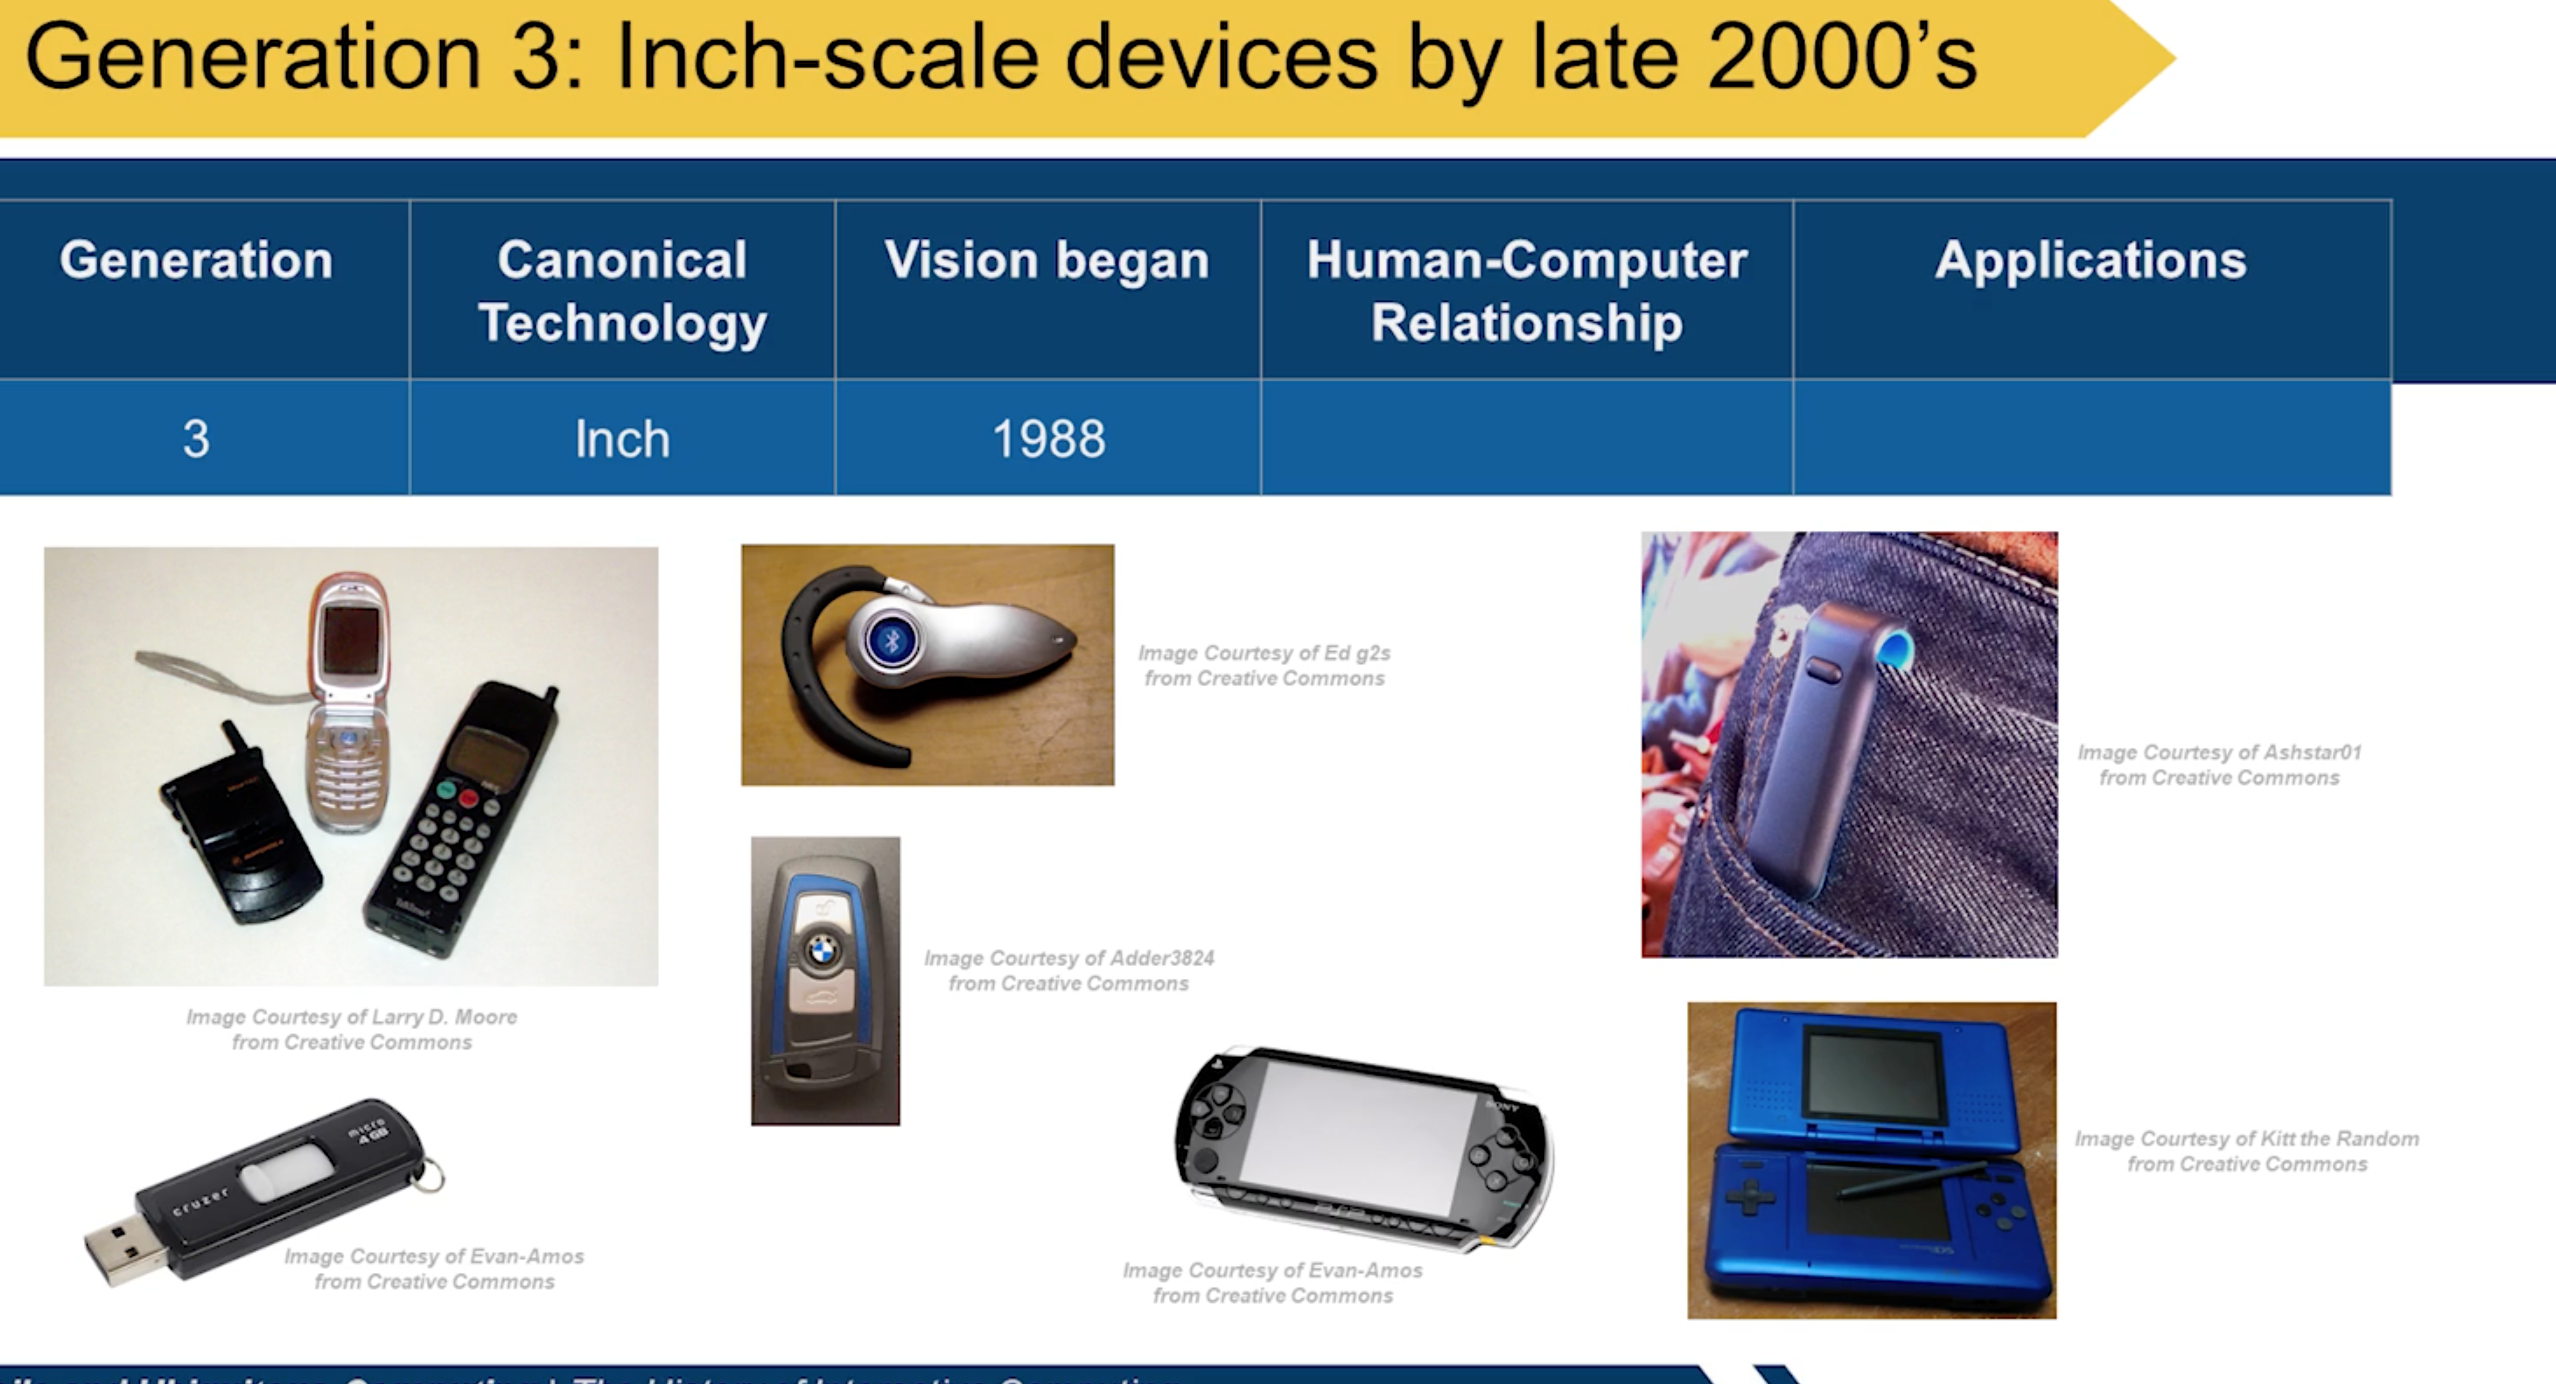 Generation 3: Inch-scale devices by late 2000's
Generation
Canonical
Technology
Vision began
Human-Computer
Relationship
Applications
3
Inch
1988
Image Courtesy of Larry D. Moore
from Creative Commons
Image Courtesy of Ed g2s
from Creative Commons
Image Courtesy of Ashstar01
from Creative Commons
Image Courtesy of Adder3824
from Creative Commons
micro
4 GB
cruzer
Image Courtesy of Evan-Amos
from Creative Commons
SONY
PSP
Image Courtesy of Evan-Amos
from Creative Commons
Image Courtesy of Kitt the Random
from Creative Commons